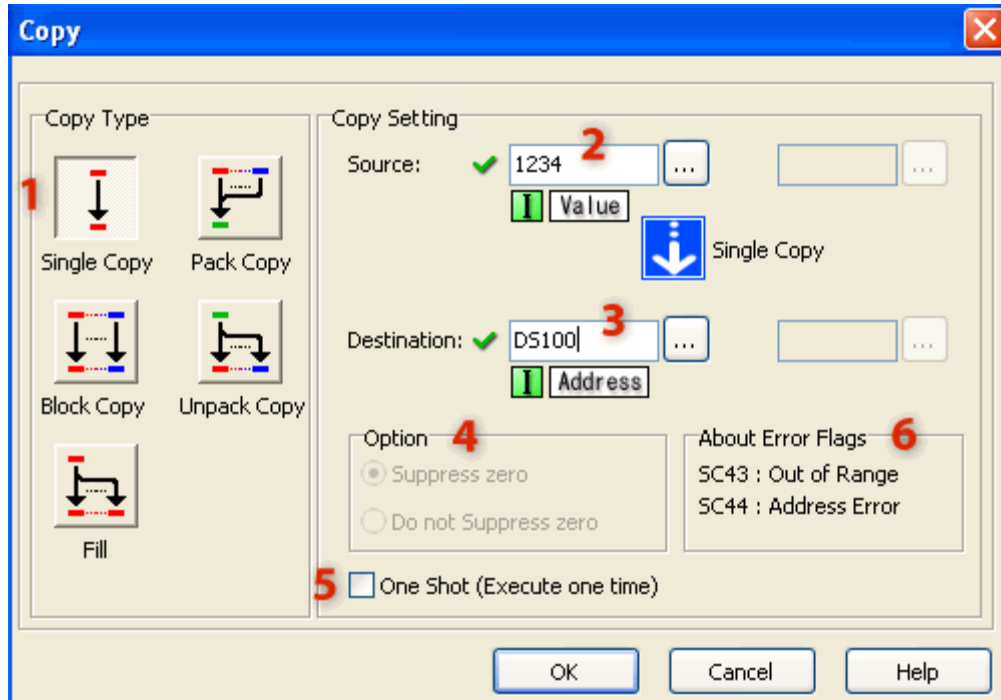 Copy
Copy Type
1
Single Copy
Pack Copy
Block Copy
Unpack Copy
Fill
Copy Setting
Source:
1234
2
...
...
I Value
Single Copy
Destination:
DS100
3
...
...
I Address
Option
4
Suppress zero
Do not Suppress zero
About Error Flags
6
SC43 : Out of Range
SC44 : Address Error
5
One Shot (Execute one time)
OK
Cancel
Help